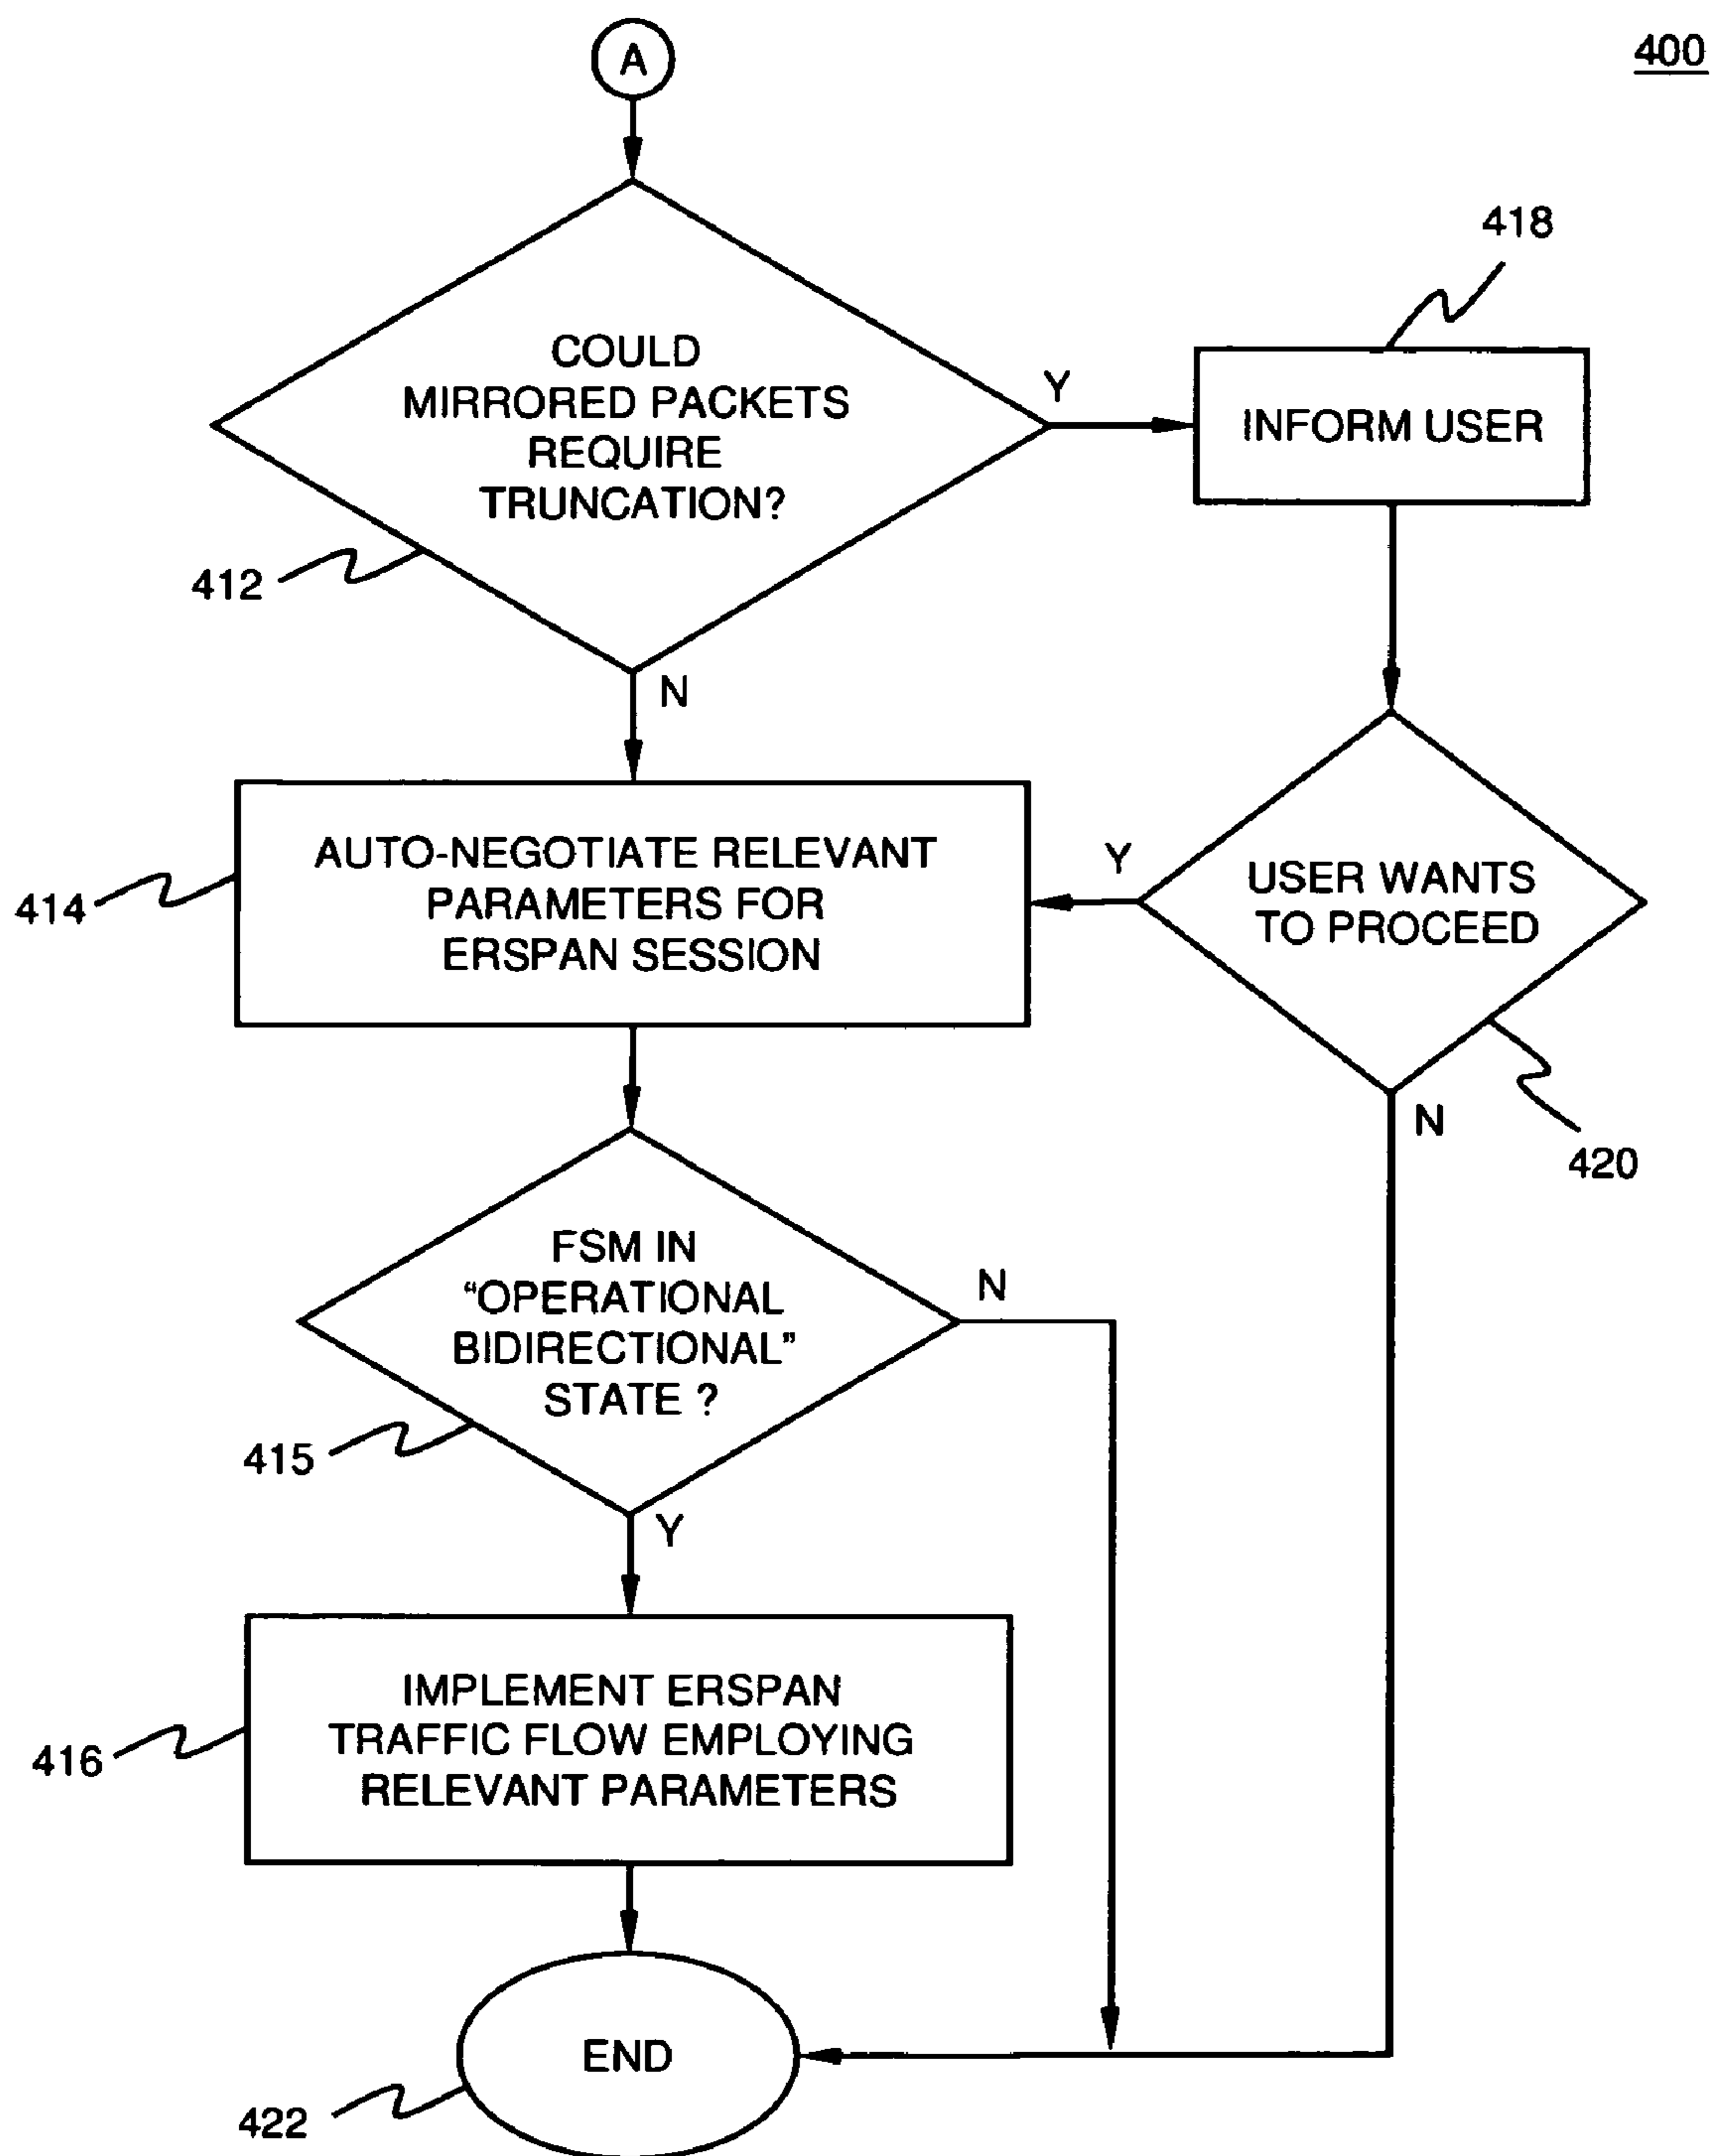 400
A
COULD
MIRRORED PACKETS
REQUIRE
TRUNCATION?
412
Y
N
418
INFORM USER
414
AUTO-NEGOTIATE RELEVANT
PARAMETERS FOR
ERSPAN SESSION
Y
USER WANTS
TO PROCEED
N
420
FSM IN
“OPERATIONAL
BIDIRECTIONAL”
STATE ?
415
N
Y
416
IMPLEMENT ERSPAN
TRAFFIC FLOW EMPLOYING
RELEVANT PARAMETERS
END
422